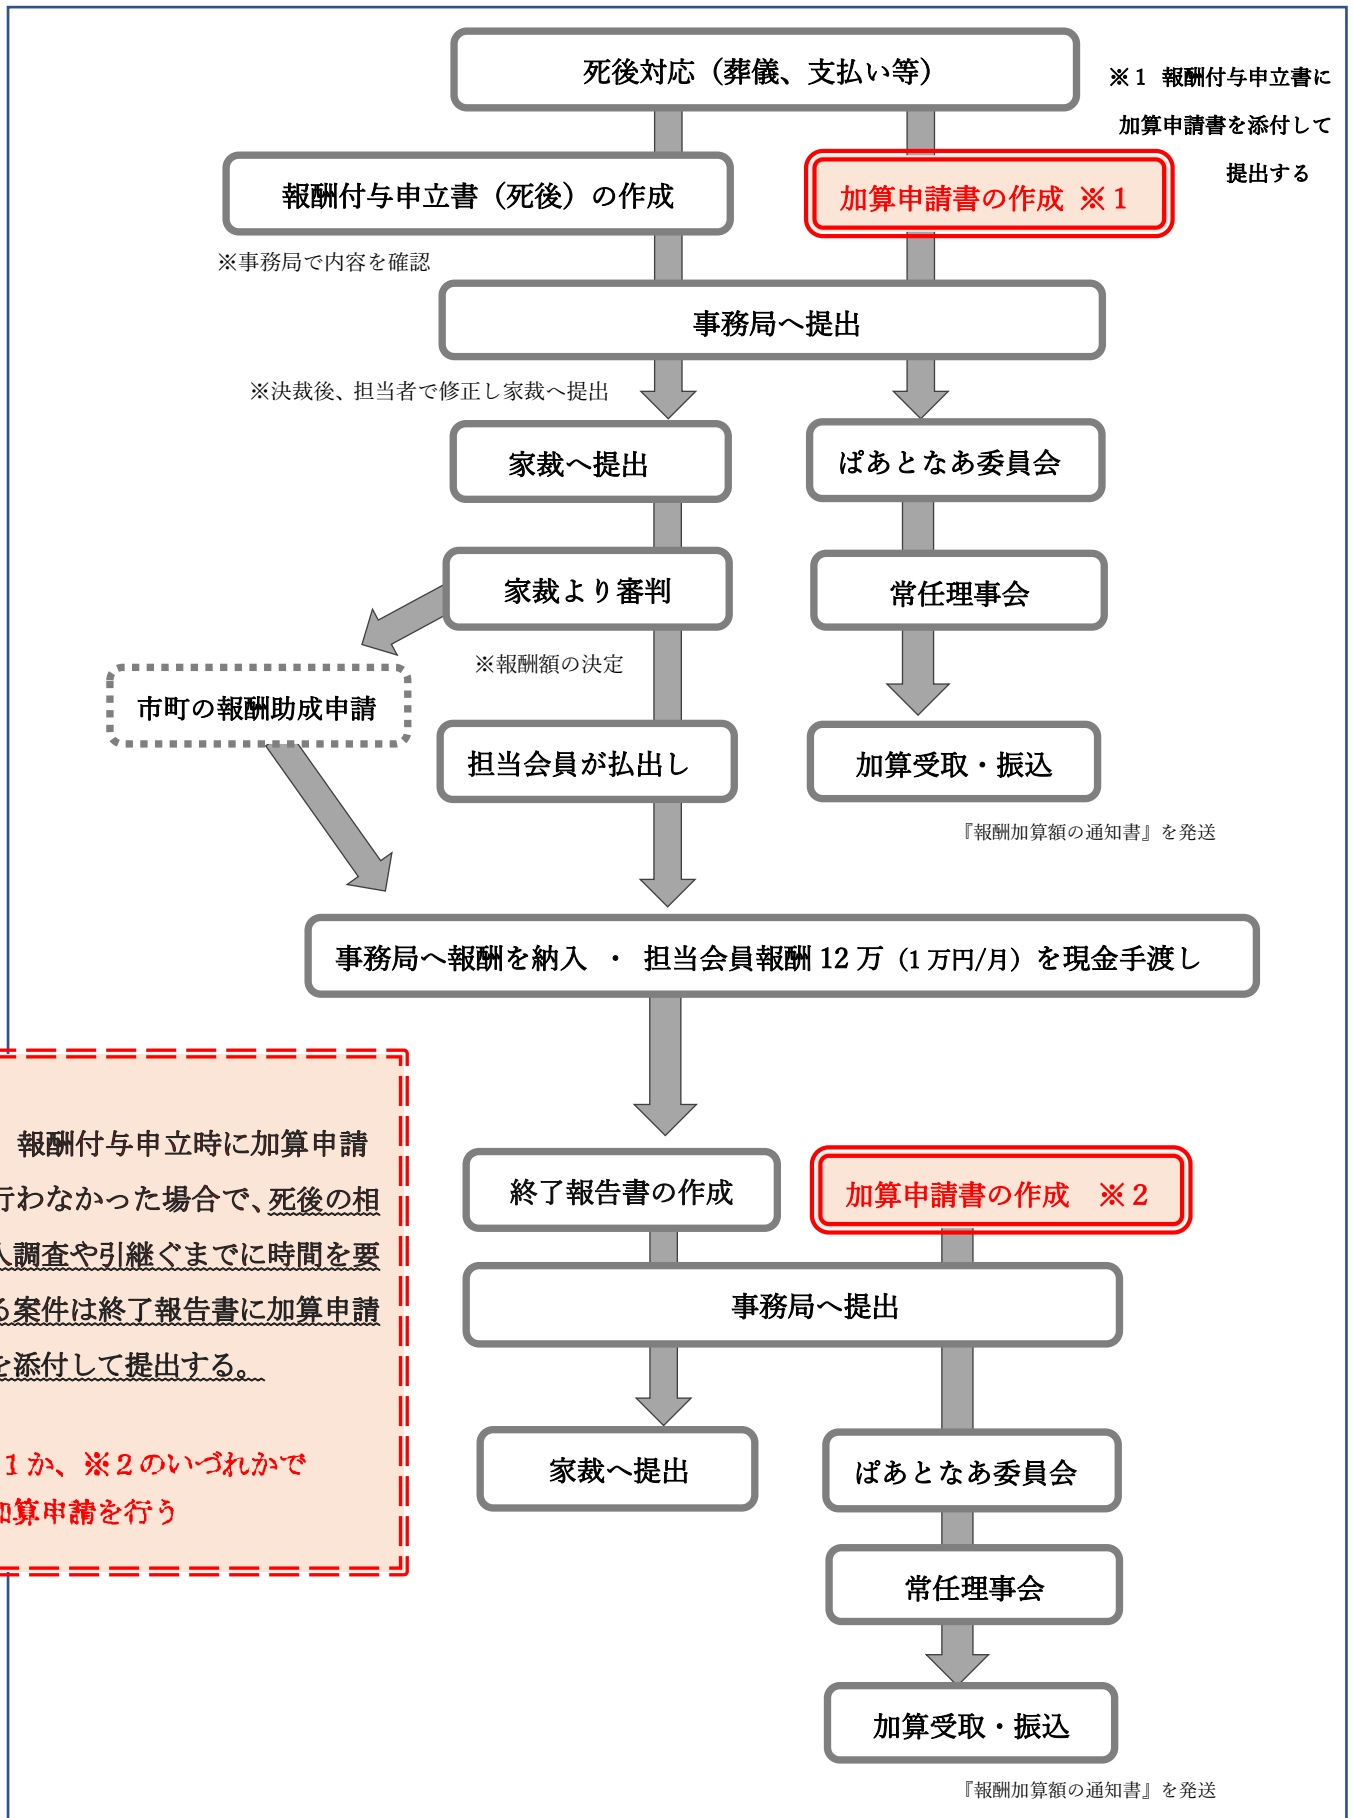 死後対応（葬儀、支払い等）
※１ 報酬付与申立書に
加算申請書を添付して
提出する
報酬付与申立書（死後）の作成
加算申請書の作成 ※１
※事務局で内容を確認
事務局へ提出
※決裁後、担当者で修正し家裁へ提出
家裁へ提出
ぱあとなあ委員会
家裁より審判
常任理事会
※報酬額の決定
市町の報酬助成申請
担当会員が払出し
加算受取・振込
『報酬加算額の通知書』を発送
事務局へ報酬を納入 ・ 担当会員報酬 12 万（1 万円/月）を現金手渡し
報酬付与申立時に加算申請
行わなかった場合で、死後の相
人調査や引継ぐまでに時間を要
る案件は終了報告書に加算申請
を添付して提出する。
１か、※２のいづれかで
加算申請を行う
終了報告書の作成
加算申請書の作成 ※２
事務局へ提出
家裁へ提出
ぱあとなあ委員会
常任理事会
加算受取・振込
『報酬加算額の通知書』を発送